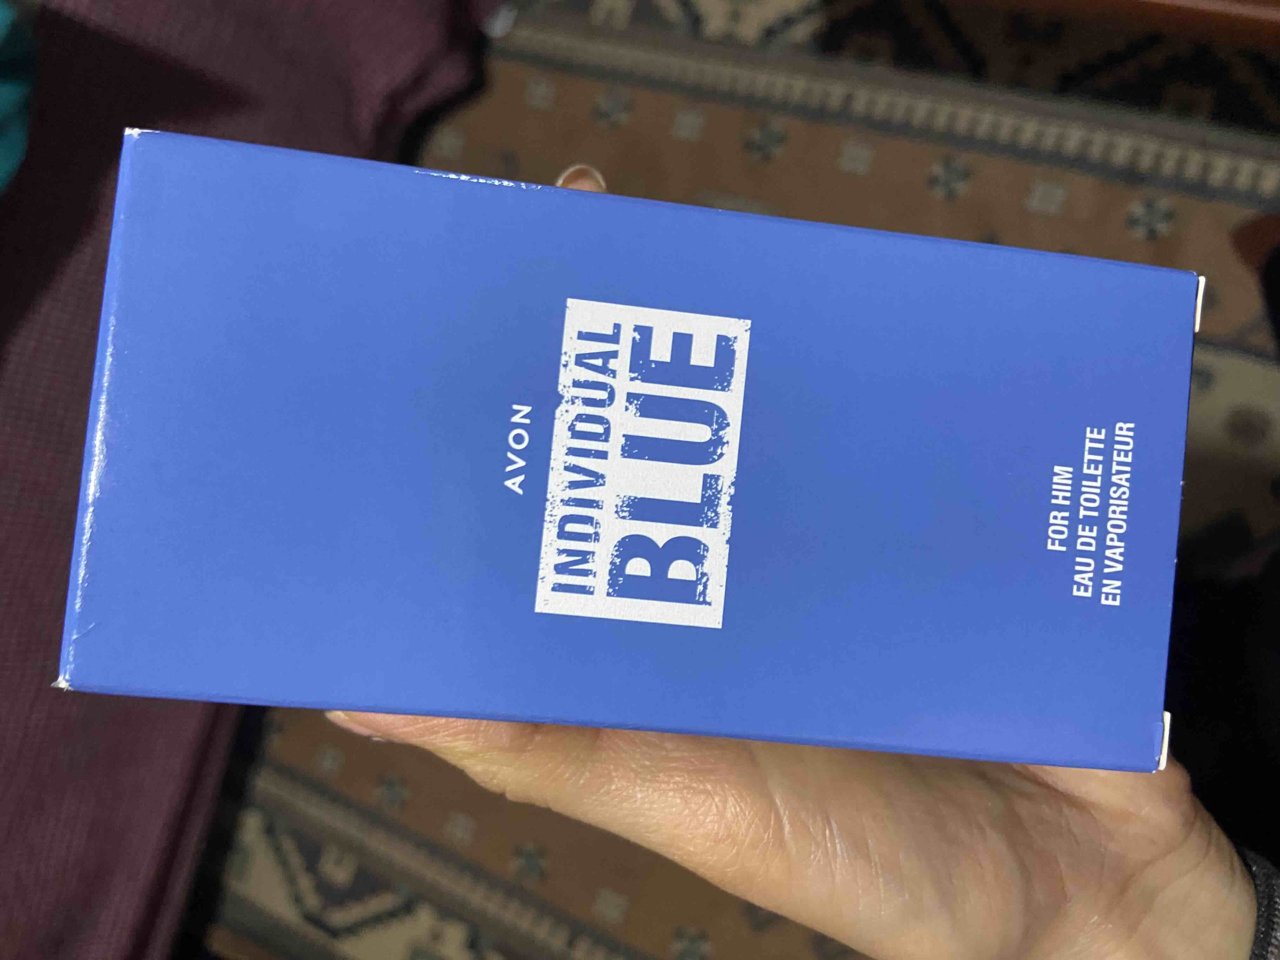 AVON
INDIVIDUAL
BLUE
FOR HIM
EAU DE TOILETTE
EN VAPORISATEUR